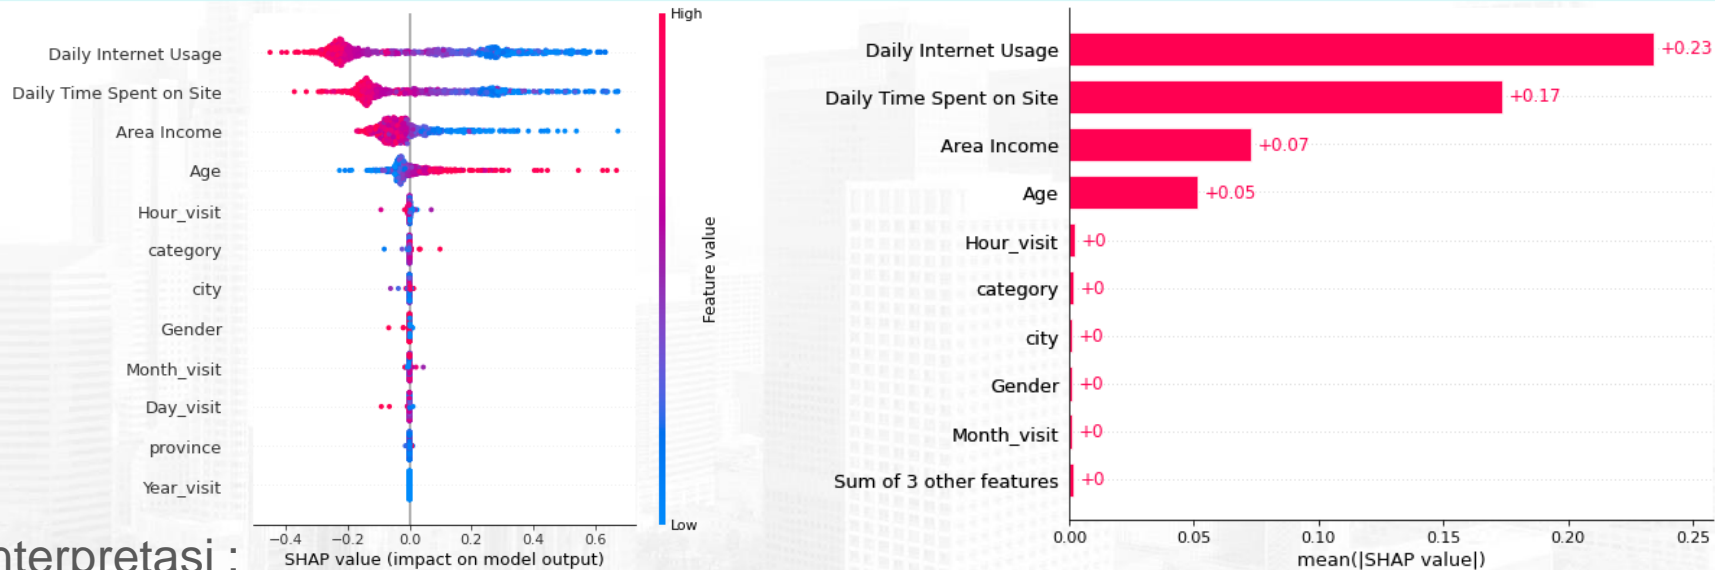 High
Daily Internet Usage
Daily Time Spent on Site
Area Income
Age
Hour_visit
category
city
Gender
Month_visit
Day_visit
province
Year_visit
Low
Feature value
−0.4 −0.2 0.0 0.2 0.4 0.6
SHAP value (impact on model output)
nterpretasi :
Daily Internet Usage +0.23
Daily Time Spent on Site +0.17
Area Income +0.07
Age +0.05
Hour_visit +0
category +0
city +0
Gender +0
Month_visit +0
Sum of 3 other features +0
0.00 0.05 0.10 0.15 0.20 0.25
mean(|SHAP value|)